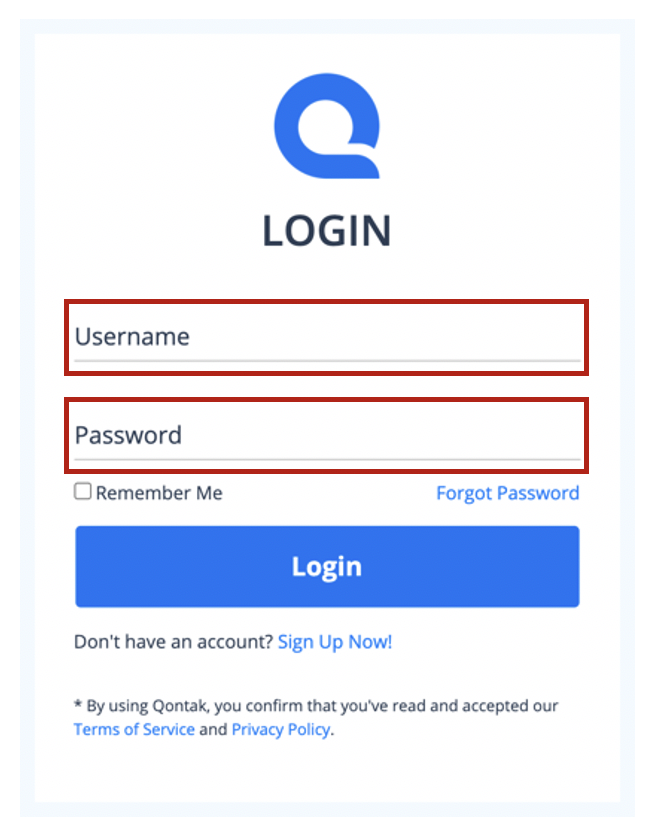 LOGIN
Username
Password
Remember Me Forgot Password
Login
Don't have an account? Sign Up Now!
* By using Qontak, you confirm that you've read and accepted our
Terms of Service and Privacy Policy.